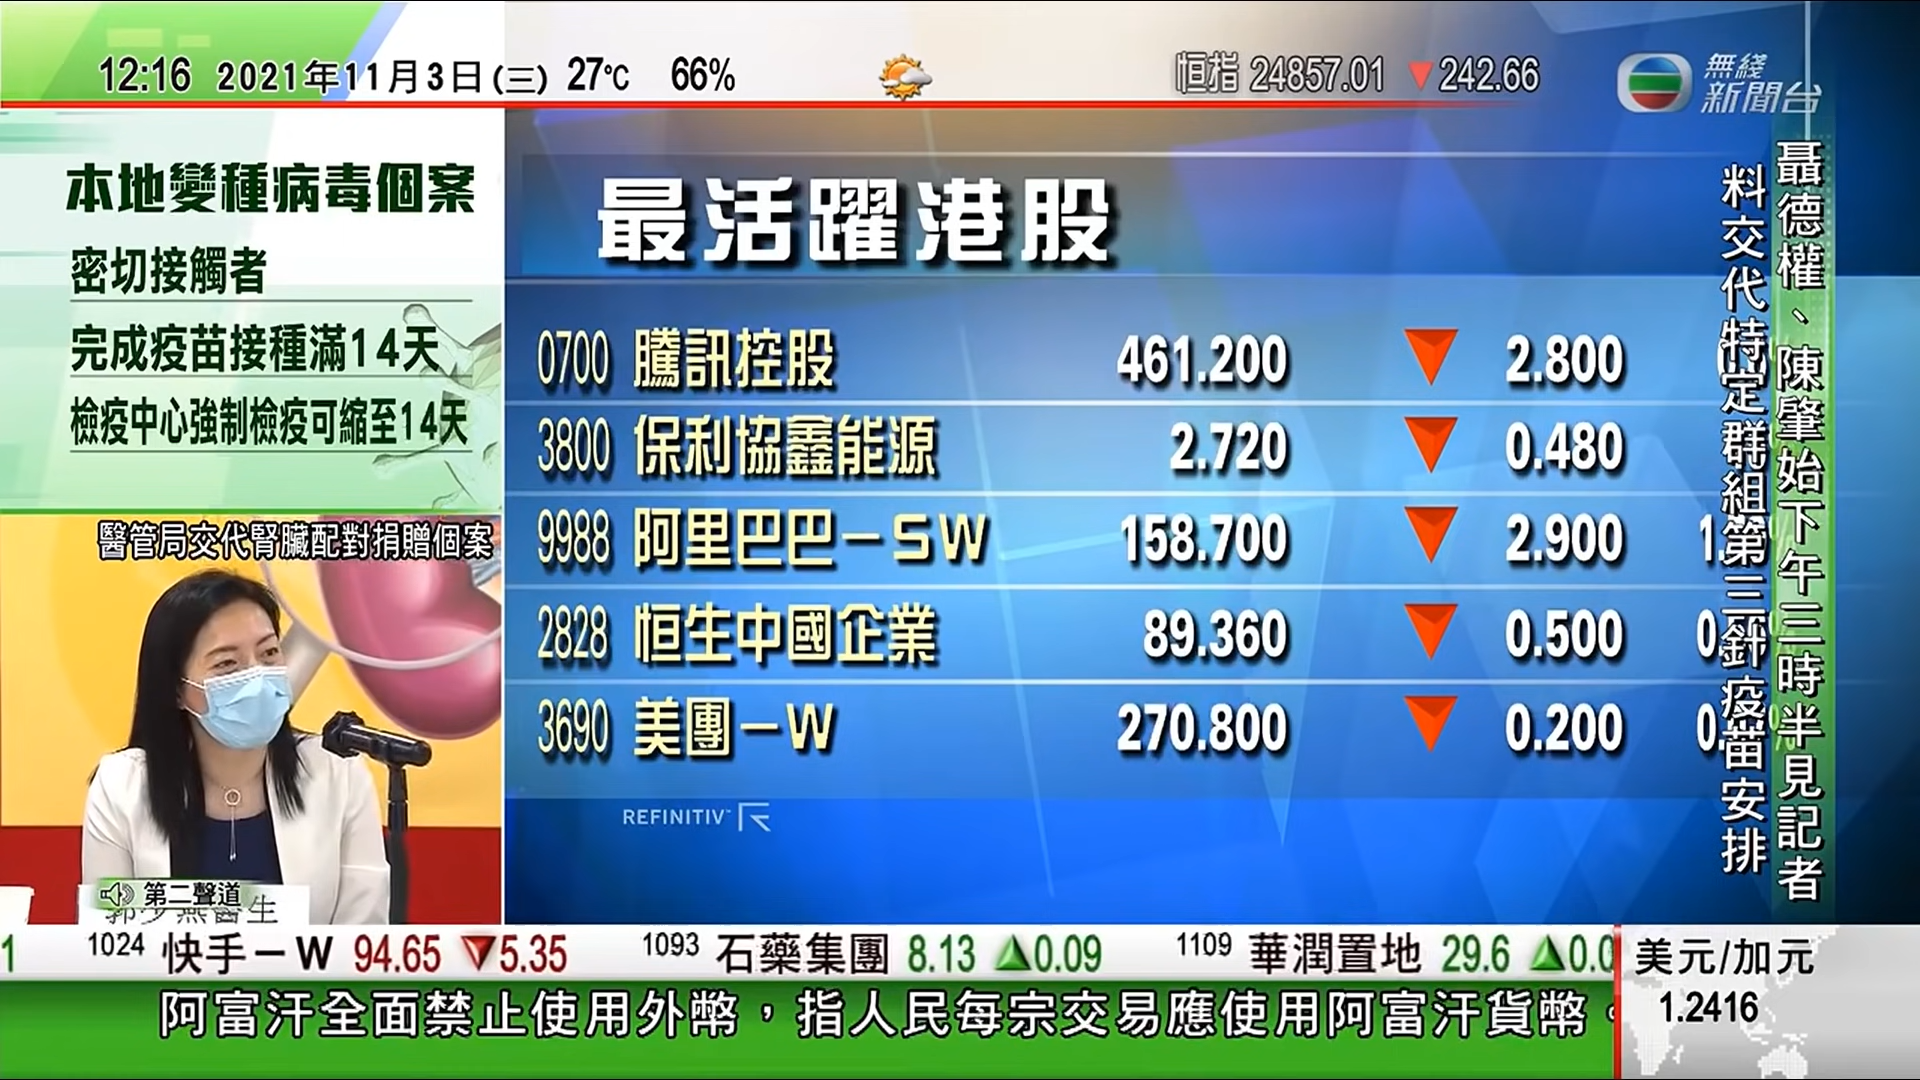 12:16 2021年11月3日(三) 27℃ 66% 恒指 24857.01 ▼242.66
無綫
新聞台
本地變種病毒個案
密切接觸者
完成疫苗接種滿14天
檢疫中心強制檢疫可縮至14天
醫管局交代腎臟配對捐贈個案
第二聲道
最活躍港股
0700 騰訊控股 461.200 ▼ 2.800
3800 保利協鑫能源 2.720 ▼ 0.480
9988 阿里巴巴－SW 158.700 ▼ 2.900
2828 恒生中國企業 89.360 ▼ 0.500
3690 美團－W 270.800 ▼ 0.200
REFINITIV
聶德權、陳肇始下午三時半見記者
料交代特定群組第三針疫苗安排
1 1024 快手－W 94.65 ▼5.35 1093 石藥集團 8.13 ▲0.09 1109 華潤置地 29.6 ▲0.0
美元/加元
1.2416
阿富汗全面禁止使用外幣，指人民每宗交易應使用阿富汗貨幣。